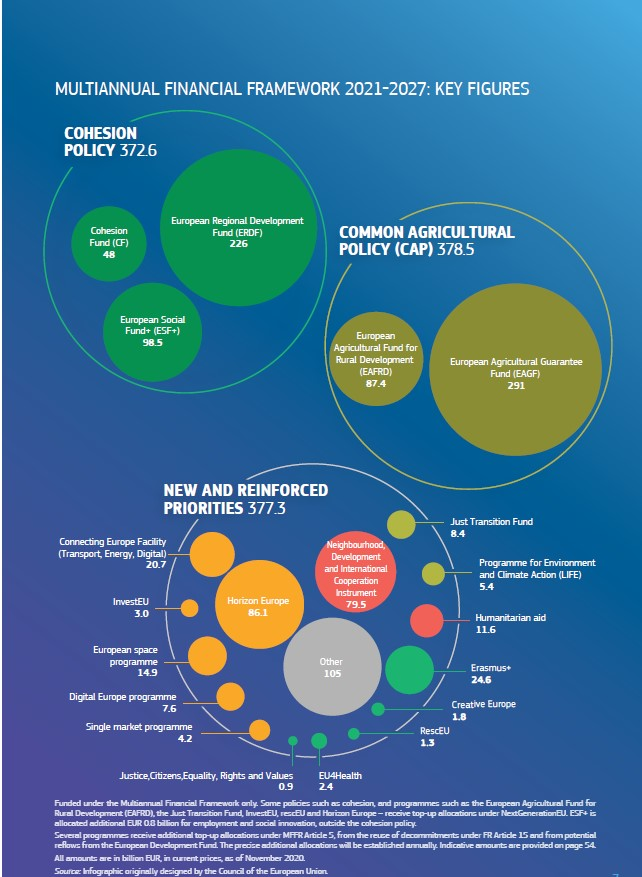 MULTIANNUAL FINANCIAL FRAMEWORK 2021-2027: KEY FIGURES
COHESION
POLICY 372.6
European Regional Development
Fund (ERDF)
226
Cohesion
Fund (CF)
48
European Social
Fund+ (ESF+)
98.5
COMMON AGRICULTURAL
POLICY (CAP) 378.5
European
Agricultural Fund for
Rural Development
(EAFRD)
87.4
European Agricultural Guarantee
Fund (EAGF)
291
NEW AND REINFORCED
PRIORITIES 377.3
Connecting Europe Facility
(Transport, Energy, Digital)
20.7
InvestEU
3.0
European space
programme
14.9
Digital Europe programme
7.6
Single market programme
4.2
Justice,Citizens,Equality, Rights and Values
0.9
Horizon Europe
86.1
Neighbourhood,
Development
and International
Cooperation
Instrument
79.5
Other
105
Just Transition Fund
8.4
Programme for Environment
and Climate Action (LIFE)
5.4
Humanitarian aid
11.6
Erasmus+
24.6
Creative Europe
1.8
RescEU
1.3
EU4Health
2.4
Funded under the Multiannual Financial Framework only. Some policies such as cohesion, and programmes such as the European Agricultural Fund for
Rural Development (EAFRD), the Just Transition Fund, InvestEU, rescEU and Horizon Europe – receive top-up allocations under NextGenerationEU. ESF+ is
allocated additional EUR 0.8 billion for employment and social innovation, outside the cohesion policy.
Several programmes receive additional top-up allocations under MFFR Article 5, from the reuse of decommitments under FR Article 15 and from potential
reflows from the European Development Fund. The precise additional allocations will be established annually. Indicative amounts are provided on page 54.
All amounts are in billion EUR, in current prices, as of November 2020.
Source: Infographic originally designed by the Council of the European Union.